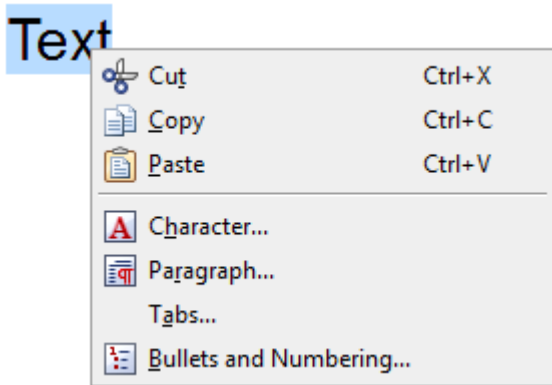 Text
Cut Ctrl+X
Copy Ctrl+C
Paste Ctrl+V
Character...
Paragraph...
Tabs...
Bullets and Numbering...